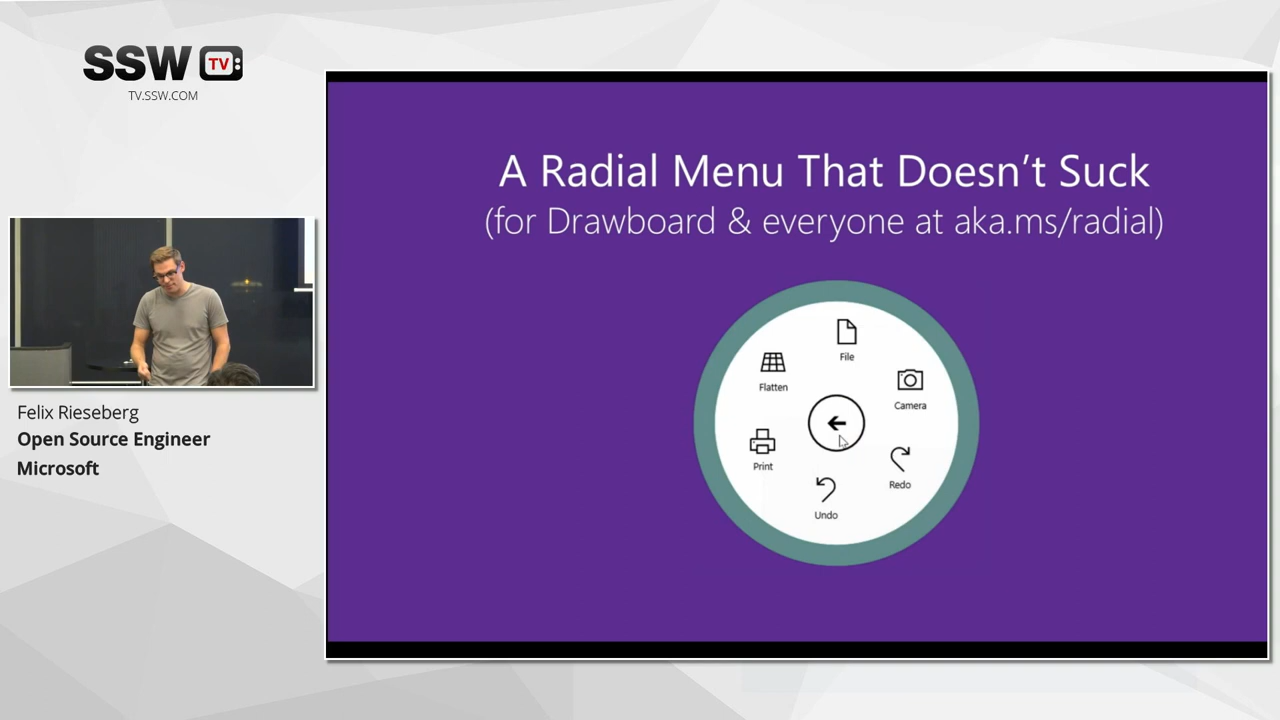 SSW TV
TV.SSW.COM
A Radial Menu That Doesn't Suck
(for Drawboard & everyone at aka.ms/radial)
File
Flatten
Camera
Print
Redo
Undo
Felix Rieseberg
Open Source Engineer
Microsoft